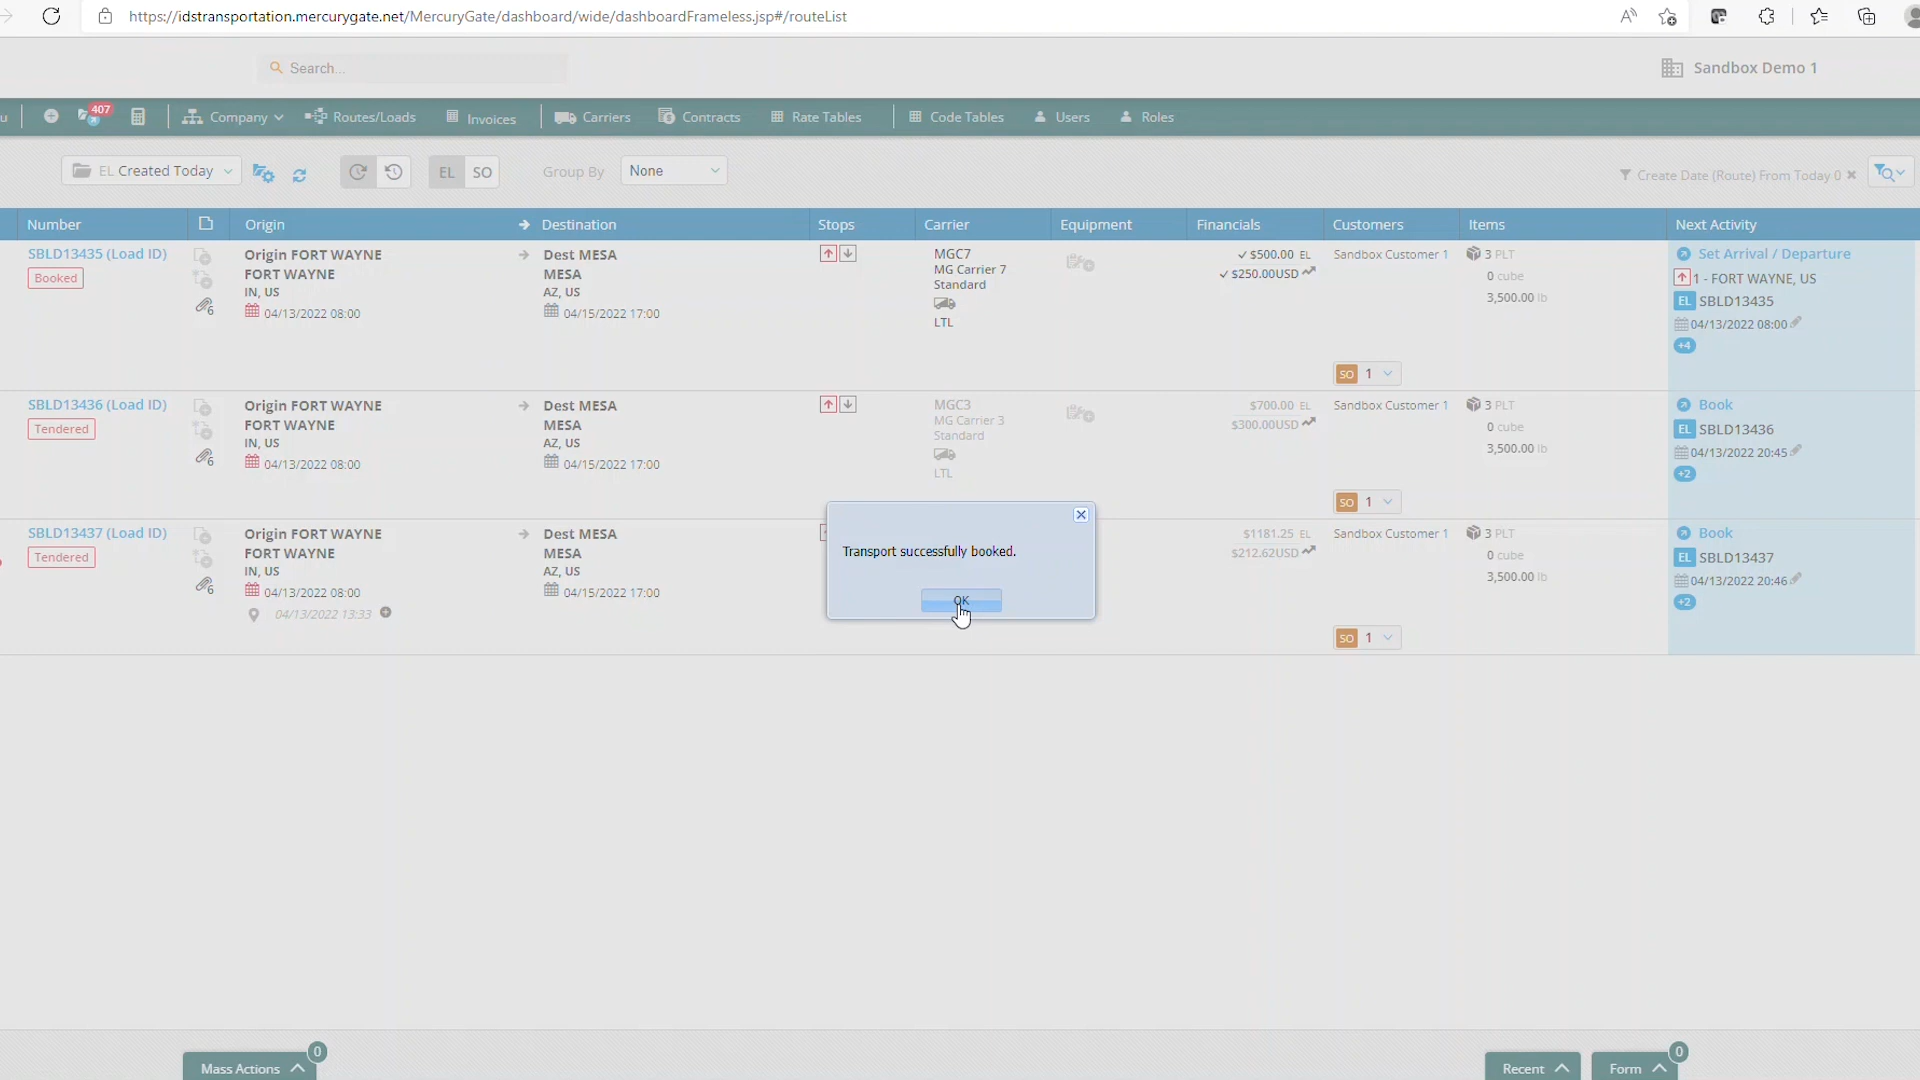 https://idstransportation.mercurygate.net/MercuryGate/dashboard/wide/dashboardFrameless.jsp#/routeList
Search...
Sandbox Demo 1
u
407
Company
Routes/Loads
Invoices
Carriers
Contracts
Rate Tables
Code Tables
Users
Roles
EL Created Today
EL
SO
Group By
None
Create Date (Route) From Today 0
Number
Origin
Destination
Stops
Carrier
Equipment
Financials
Customers
Items
Next Activity
SBLD13435 (Load ID)
Booked
6
Origin FORT WAYNE
FORT WAYNE
IN, US
04/13/2022 08:00
Dest MESA
MESA
AZ, US
04/15/2022 17:00
MGC7
MG Carrier 7
Standard
LTL
$500.00 EL
$250.00USD
Sandbox Customer 1
SO 1
3 PLT
0 cube
3,500.00 lb
Set Arrival / Departure
1 - FORT WAYNE, US
EL SBLD13435
04/13/2022 08:00
+4
SBLD13436 (Load ID)
Tendered
6
Origin FORT WAYNE
FORT WAYNE
IN, US
04/13/2022 08:00
Dest MESA
MESA
AZ, US
04/15/2022 17:00
MGC3
MG Carrier 3
Standard
LTL
$700.00 EL
$300.00USD
Sandbox Customer 1
SO 1
3 PLT
0 cube
3,500.00 lb
Book
EL SBLD13436
04/13/2022 20:45
+2
SBLD13437 (Load ID)
Tendered
6
Origin FORT WAYNE
FORT WAYNE
IN, US
04/13/2022 08:00
04/13/2022 13:33
Dest MESA
MESA
AZ, US
04/15/2022 17:00
$1181.25 EL
$212.62USD
Sandbox Customer 1
SO 1
3 PLT
0 cube
3,500.00 lb
Book
EL SBLD13437
04/13/2022 20:46
+2
Transport successfully booked.
OK
Mass Actions
0
Recent
Form
0